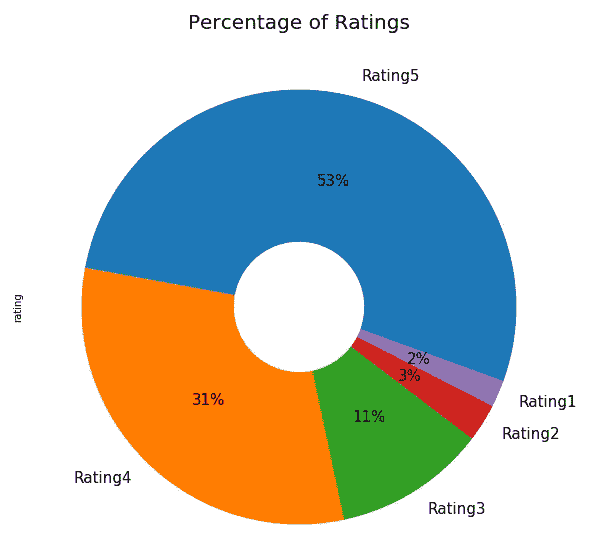 Percentage of Ratings
Rating5
53%
rating
2%
3%
Rating1
31%
11%
Rating2
Rating4
Rating3